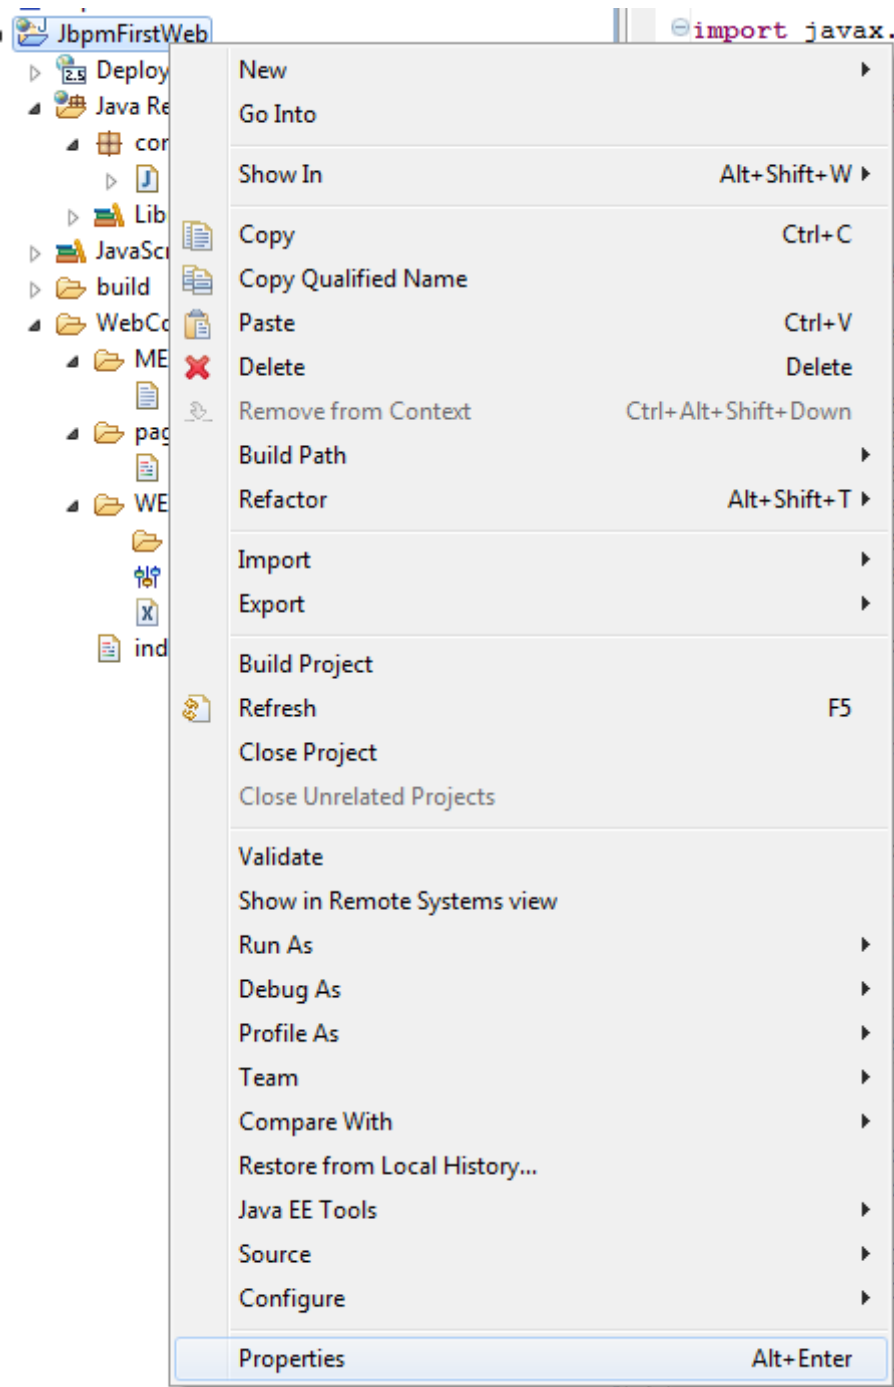 JbpmFirstWeb
import javax.
2.5 Deploy
Java Re
com
J
Lib
JavaScr
build
WebCo
ME
pag
WE
X
ind
New
Go Into
Show In Alt+Shift+W
Copy Ctrl+C
Copy Qualified Name
Paste Ctrl+V
Delete Delete
Remove from Context Ctrl+Alt+Shift+Down
Build Path
Refactor Alt+Shift+T
Import
Export
Build Project
Refresh F5
Close Project
Close Unrelated Projects
Validate
Show in Remote Systems view
Run As
Debug As
Profile As
Team
Compare With
Restore from Local History...
Java EE Tools
Source
Configure
Properties Alt+Enter